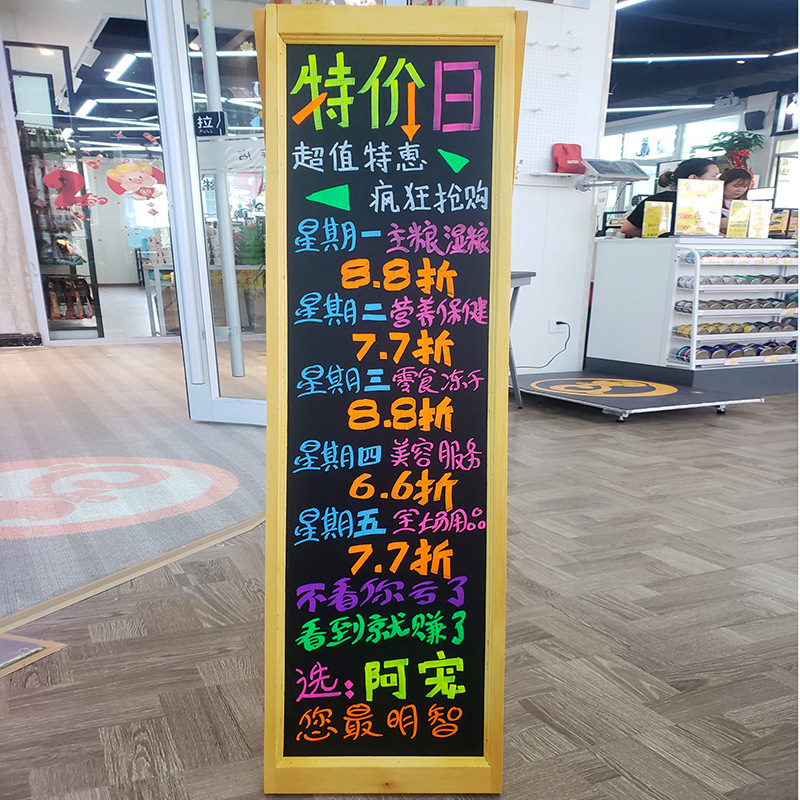 特价日
超值特惠
疯狂抢购
星期一 主粮湿粮
8.8折
星期二 营养保健
7.7折
星期三 零食冻干
8.8折
星期四 美容服务
6.6折
星期五 全场用品
7.7折
不看你亏了
看到就赚了
选:阿宠
您最明智
拉
PULL